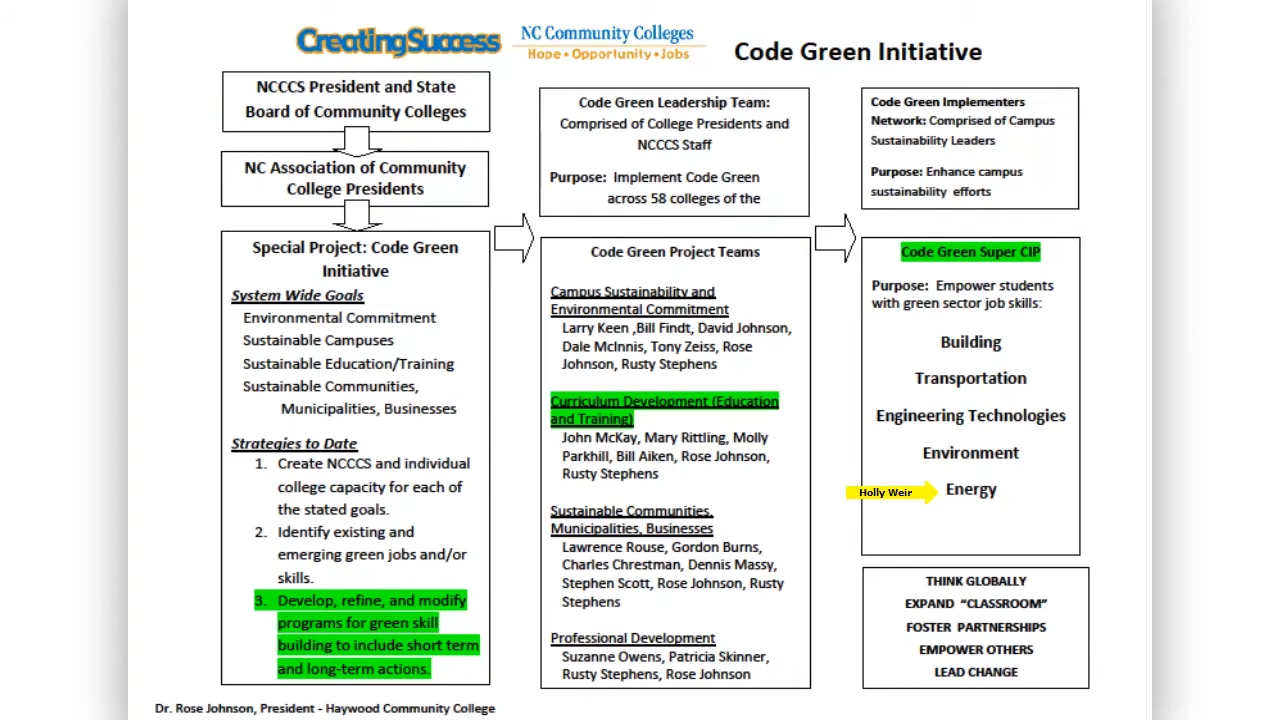 CreatingSuccess
NC Community Colleges
Hope • Opportunity • Jobs
Code Green Initiative
NCCCS President and State
Board of Community Colleges
NC Association of Community
College Presidents
Special Project: Code Green
Initiative
System Wide Goals
Environmental Commitment
Sustainable Campuses
Sustainable Education/Training
Sustainable Communities,
Municipalities, Businesses
Strategies to Date
1. Create NCCCS and individual
college capacity for each of
the stated goals.
2. Identify existing and
emerging green jobs and/or
skills.
3. Develop, refine, and modify
programs for green skill
building to include short term
and long-term actions.
Code Green Leadership Team:
Comprised of College Presidents and
NCCCS Staff
Purpose: Implement Code Green
across 58 colleges of the
Code Green Project Teams
Campus Sustainability and
Environmental Commitment
Larry Keen ,Bill Findt, David Johnson,
Dale McInnis, Tony Zeiss, Rose
Johnson, Rusty Stephens
Curriculum Development (Education
and Training)
John McKay, Mary Rittling, Molly
Parkhill, Bill Aiken, Rose Johnson,
Rusty Stephens
Sustainable Communities,
Municipalities, Businesses
Lawrence Rouse, Gordon Burns,
Charles Chrestman, Dennis Massy,
Stephen Scott, Rose Johnson, Rusty
Stephens
Professional Development
Suzanne Owens, Patricia Skinner,
Rusty Stephens, Rose Johnson
Code Green Implementers
Network: Comprised of Campus
Sustainability Leaders
Purpose: Enhance campus
sustainability efforts
Code Green Super CIP
Purpose: Empower students
with green sector job skills:
Building
Transportation
Engineering Technologies
Environment
Holly Weir
Energy
THINK GLOBALLY
EXPAND “CLASSROOM”
FOSTER PARTNERSHIPS
EMPOWER OTHERS
LEAD CHANGE
Dr. Rose Johnson, President - Haywood Community College